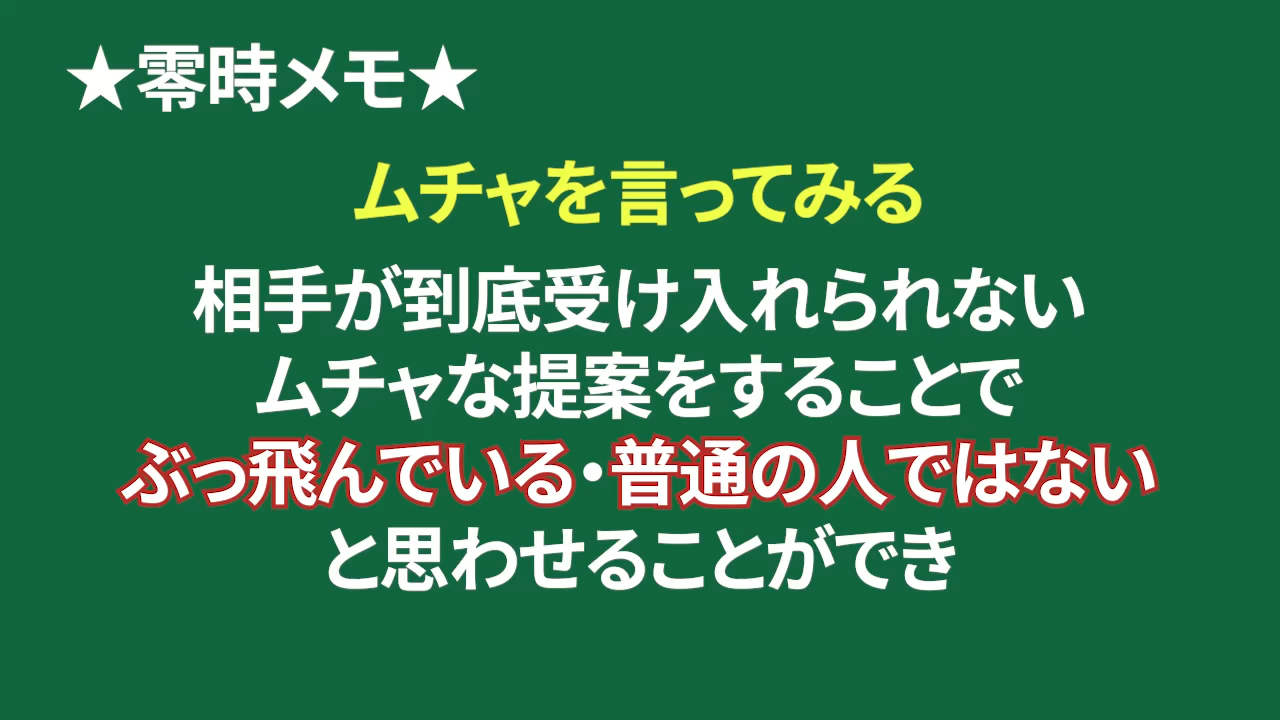 ★零時メモ★
ムチャを言ってみる
相手が到底受け入れられない
ムチャな提案をすることで
ぶっ飛んでいる・普通の人ではない
と思わせることができ